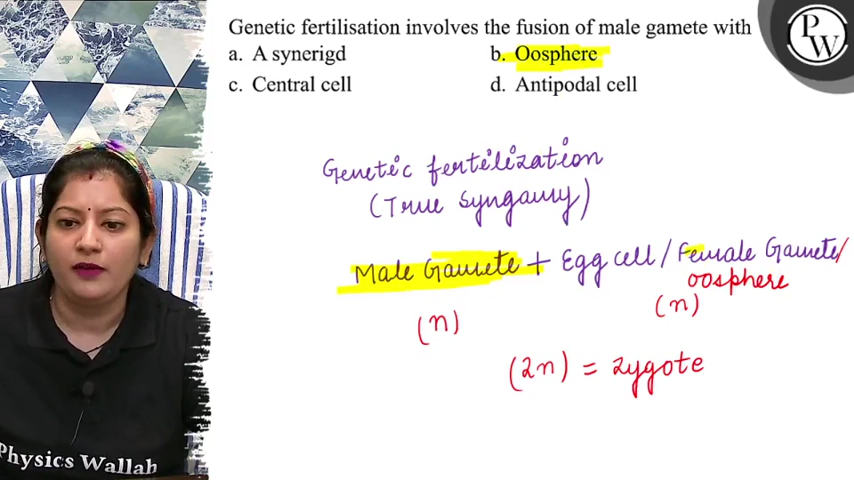 Genetic fertilisation involves the fusion of male gamete with
a. A synerigd b. Oosphere
c. Central cell d. Antipodal cell
Genetic fertilization
(True Syngamy)
Male Gamete + Egg cell / Female Gamete /
oosphere
(n) (n)
(2n) = zygote
PW
Physics Wallah